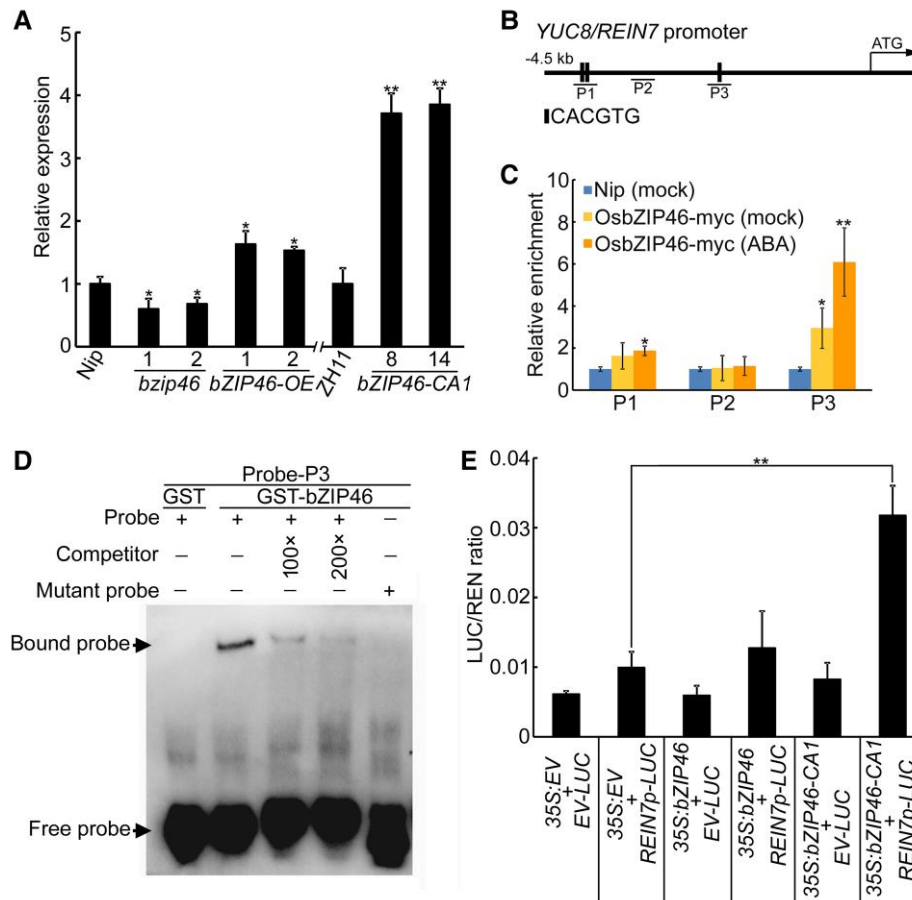 A
Relative expression
5
4
3
2
1
0
* * * * ** **
Nip
1 2 1 2 8 14
bzip46 bZIP46-OE ZH11 bZIP46-CA1
B
YUC8/REIN7 promoter
-4.5 kb
ATG
P1 P2 P3
CACGTG
C
Relative enrichment
10
8
6
4
2
0
Nip (mock)
OsbZIP46-myc (mock)
OsbZIP46-myc (ABA)
* * **
P1 P2 P3
D
Probe-P3
GST GST-bZIP46
Probe + + + + –
Competitor – – 100× 200× –
Mutant probe – – – – +
Bound probe
Free probe
E
LUC/REN ratio
0.04
0.03
0.02
0.01
0
**
35S:EV + EV-LUC
35S:EV + REIN7p-LUC
35S:bZIP46 + EV-LUC
35S:bZIP46 + REIN7p-LUC
35S:bZIP46-CA1 + EV-LUC
35S:bZIP46-CA1 + REIN7p-LUC